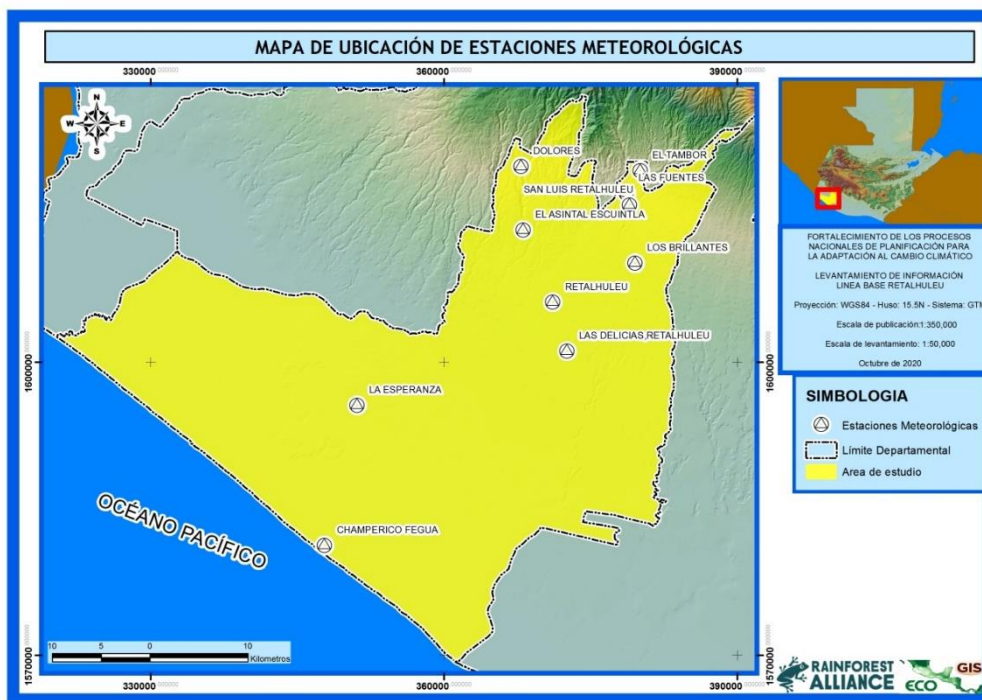 MAPA DE UBICACIÓN DE ESTACIONES METEOROLÓGICAS
330000
360000
390000
N
W E
S
DOLORES
EL TAMBOR
LAS FUENTES
SAN LUIS RETALHULEU
EL ASINTAL ESCUINTLA
LOS BRILLANTES
RETALHULEU
LAS DELICIAS,RETALHULEU
LA ESPERANZA
CHAMPERICO FEGUA
OCÉANO PACÍFICO
1600000
1600000
1570000
1570000
10 5 0 10
Kilometros
330000
360000
390000
FORTALECIMIENTO DE LOS PROCESOS
NACIONALES DE PLANIFICACIÓN PARA
LA ADAPTACIÓN AL CAMBIO CLIMÁTICO
LEVANTAMIENTO DE INFORMACIÓN
LINEA BASE RETALHULEU
Proyección: WGS84 - Huso: 15.5N - Sistema: GTM
Escala de publicación:1:350,000
Escala de levantamiento: 1:50,000
Octubre de 2020
SIMBOLOGIA
Estaciones Meteorológicas
Límite Departamental
Area de estudio
RAINFOREST
ALLIANCE
ECO
GIS